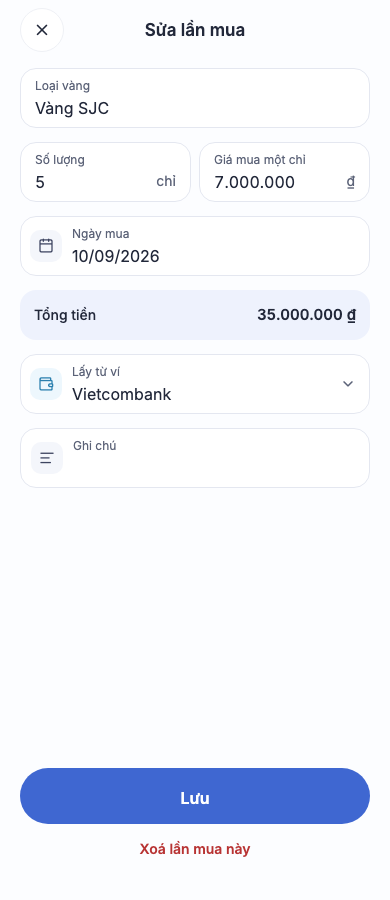 Sửa lần mua
Loại vàng
Vàng SJC
Số lượng
5 chỉ
Giá mua một chỉ
7.000.000 ₫
Ngày mua
10/09/2026
Tổng tiền 35.000.000 ₫
Lấy từ ví
Vietcombank
Ghi chú
Lưu
Xoá lần mua này